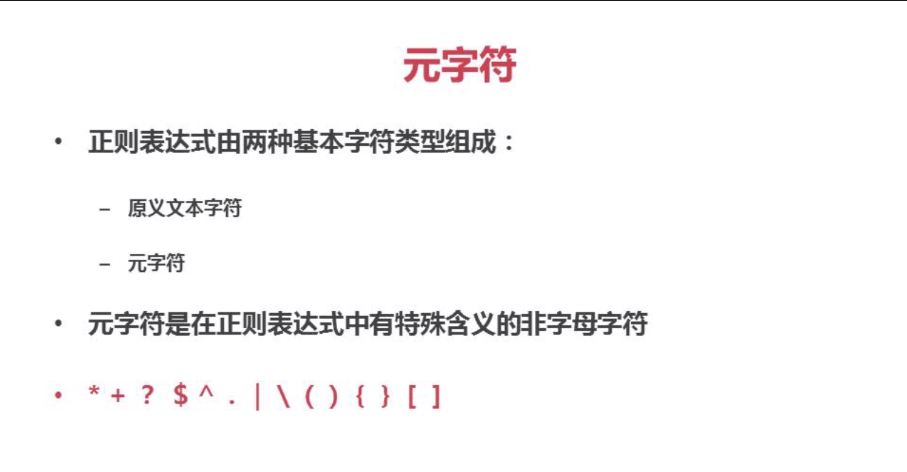 元字符
• 正则表达式由两种基本字符类型组成：
– 原义文本字符
– 元字符
• 元字符是在正则表达式中有特殊含义的非字母字符
• * + ? $ ^ . | \ ( ) { } [ ]